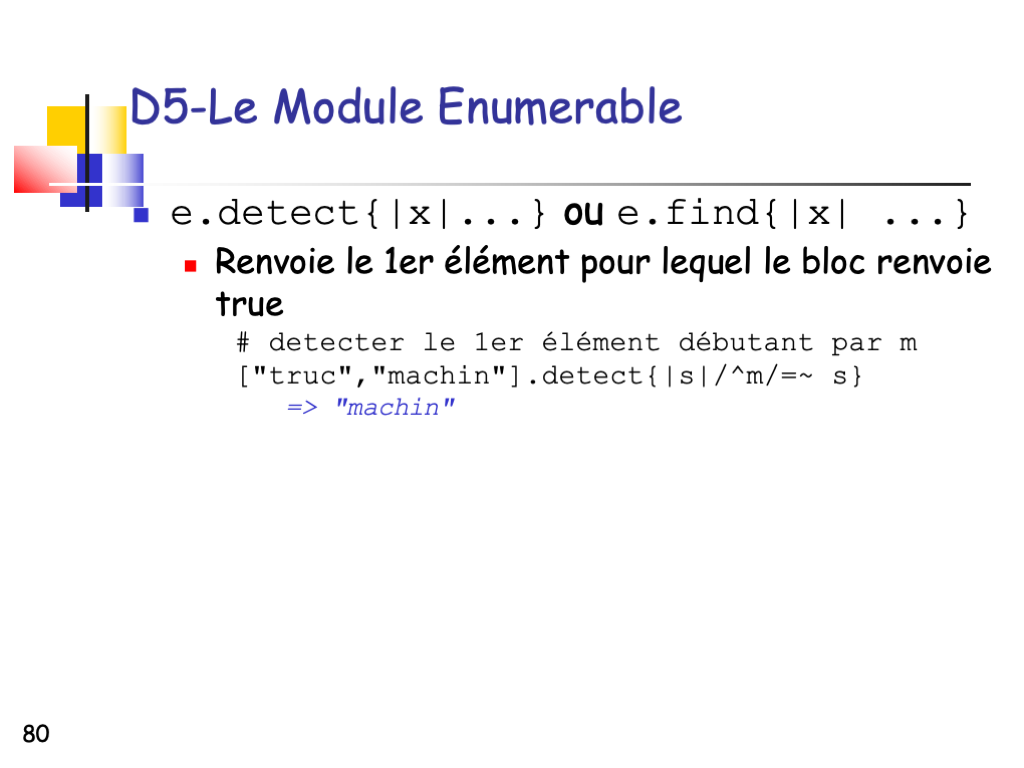 D5-Le Module Enumerable
e.detect{|x|...} ou e.find{|x| ...}
Renvoie le 1er élément pour lequel le bloc renvoie
true
# detecter le 1er élément débutant par m
["truc","machin"].detect{|s|/^m/=~ s}
=> "machin"
80